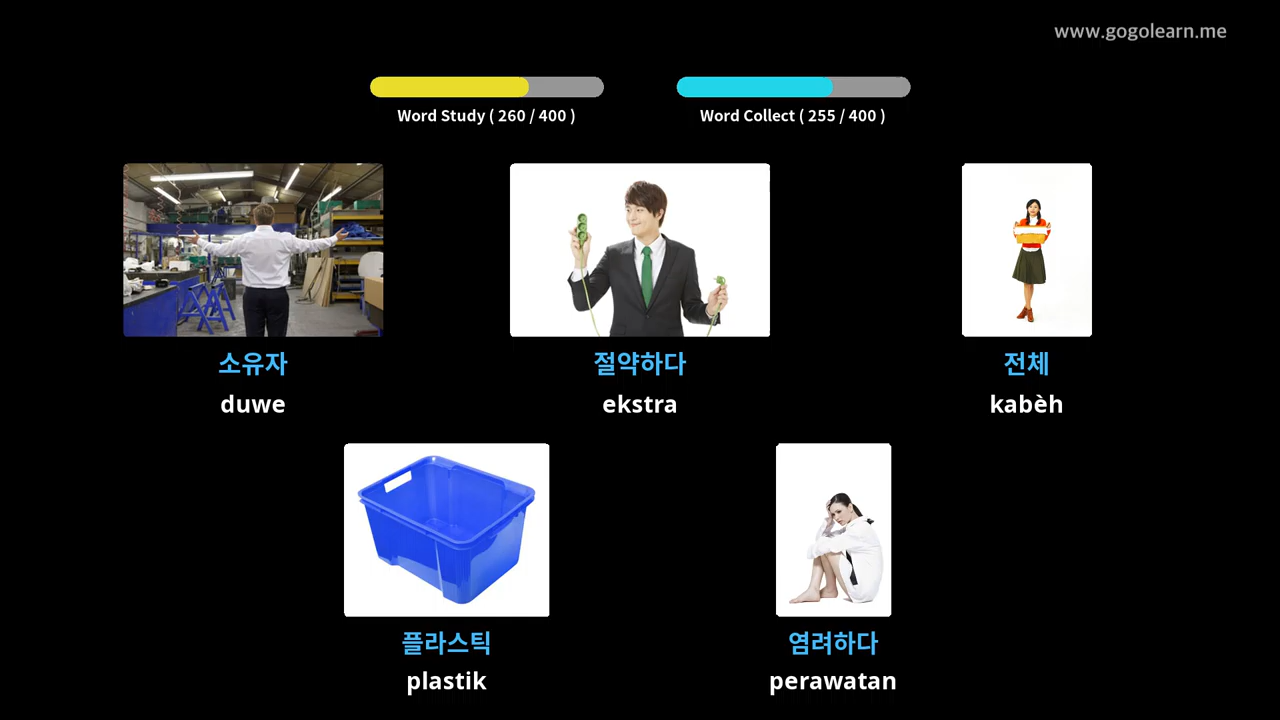 www.gogolearn.me
Word Study ( 260 / 400 )
Word Collect ( 255 / 400 )
소유자
duwe
절약하다
ekstra
전체
kabèh
플라스틱
plastik
염려하다
perawatan